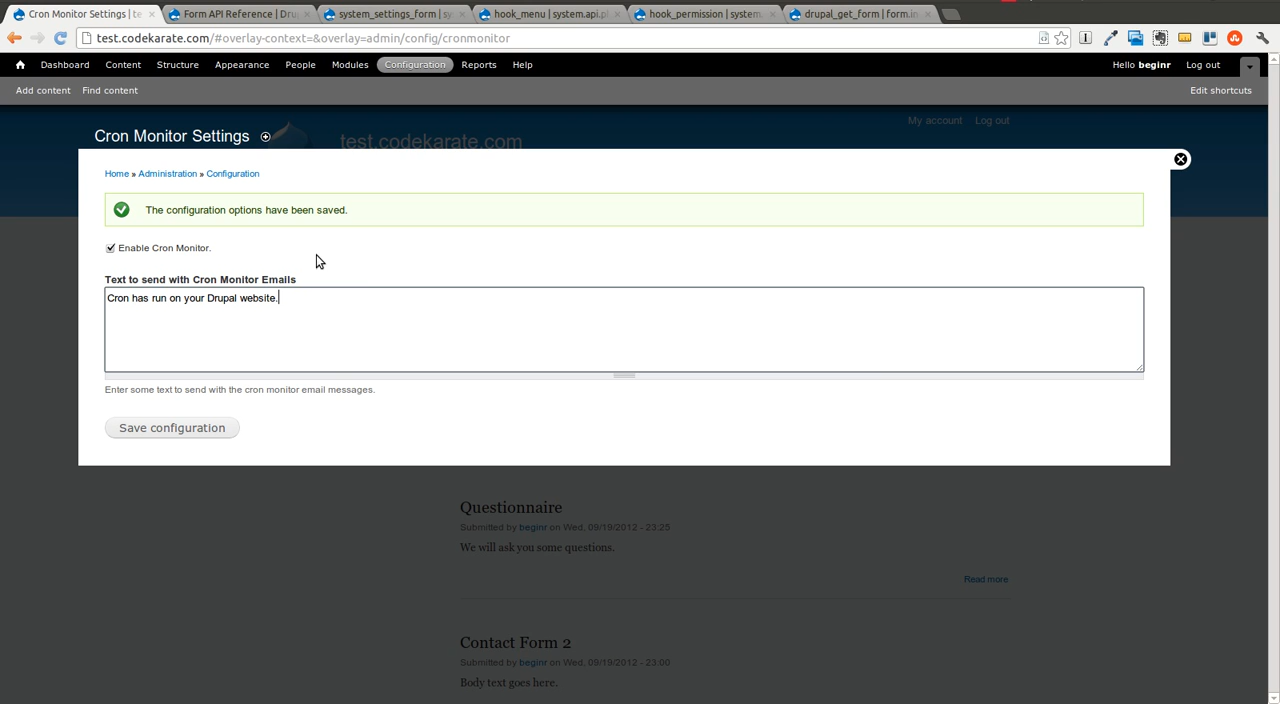 Cron Monitor Settings | te
Form API Reference | Dru
system_settings_form | sy
hook_menu | system.api.p
hook_permission | system.
drupal_get_form | form.in
test.codekarate.com/#overlay-context=&overlay=admin/config/cronmonitor
Dashboard Content Structure Appearance People Modules Configuration Reports Help Hello beginr Log out
Add content Find content Edit shortcuts
My account Log out
Cron Monitor Settings
test.codekarate.com
Home » Administration » Configuration
The configuration options have been saved.
Enable Cron Monitor.
Text to send with Cron Monitor Emails
Cron has run on your Drupal website.
Enter some text to send with the cron monitor email messages.
Save configuration
Questionnaire
Submitted by beginr on Wed, 09/19/2012 - 23:25
We will ask you some questions.
Read more
Contact Form 2
Submitted by beginr on Wed, 09/19/2012 - 23:00
Body text goes here.